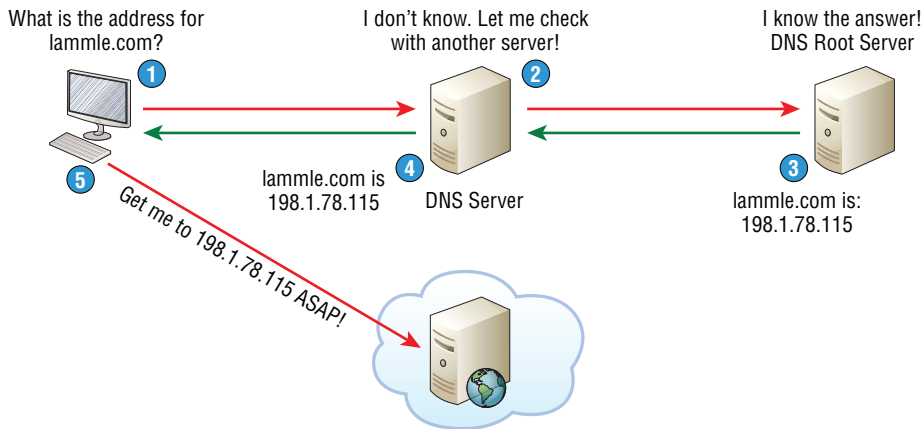 What is the address for
lammle.com?
I don’t know. Let me check
with another server!
I know the answer!
DNS Root Server
1
2
4
3
5
lammle.com is
198.1.78.115
DNS Server
lammle.com is:
198.1.78.115
Get me to 198.1.78.115 ASAP!